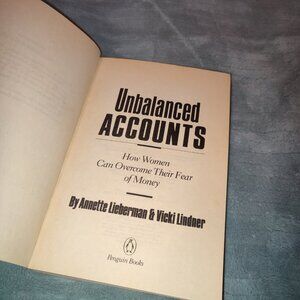 Unbalanced
ACCOUNTS
How Women
Can Overcome Their Fear
of Money
By Annette Lieberman & Vicki Lindner
Penguin Books